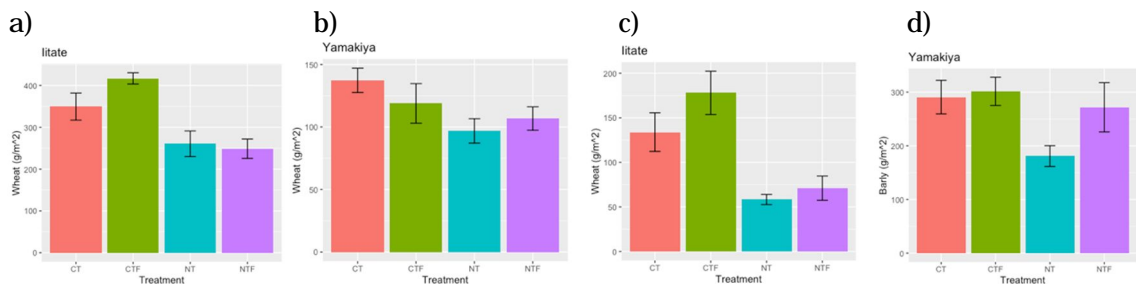 a)
Iitate
Wheat (g/m^2)
400
300
200
100
0
CT CTF NT NTF
Treatment
b)
Yamakiya
Wheat (g/m^2)
150
100
50
0
CT CTF NT NTF
Treatment
c)
Iitate
Wheat (g/m^2)
200
150
100
50
0
CT CTF NT NTF
Treatment
d)
Yamakiya
Barly (g/m^2)
300
200
100
0
CT CTF NT NTF
Treatment